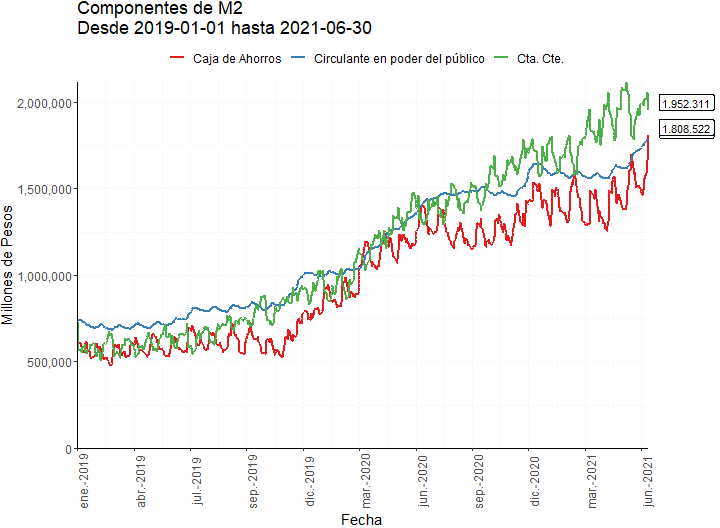 Componentes de M2
Desde 2019-01-01 hasta 2021-06-30
Caja de Ahorros
Circulante en poder del público
Cta. Cte.
Millones de Pesos
2,000,000
1,500,000
1,000,000
500,000
0
1.952.311
1.808.522
ene.-2019
abr.-2019
jul.-2019
sep.-2019
dic.-2019
mar.-2020
jun.-2020
sep.-2020
dic.-2020
mar.-2021
jun.-2021
Fecha